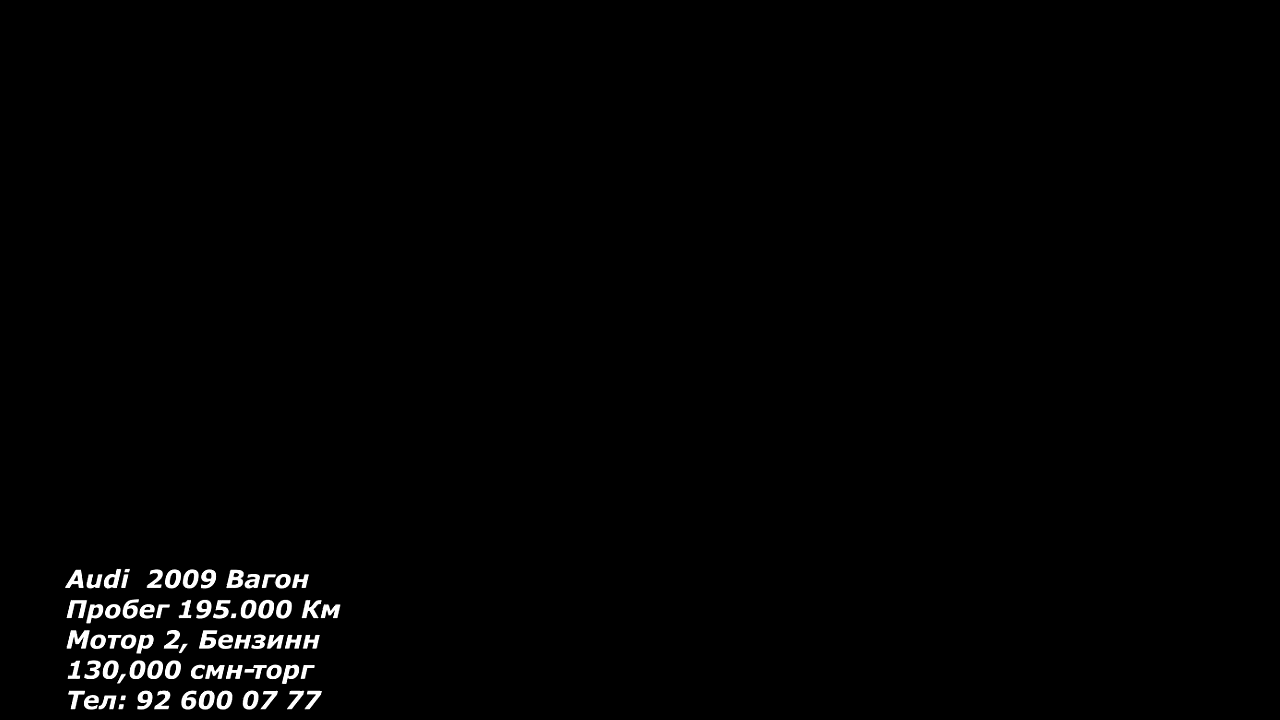 Audi  2009 Вагон
Пробег 195.000 Км
Мотор 2, Бензинн
130,000 смн-торг
Тел: 92 600 07 77